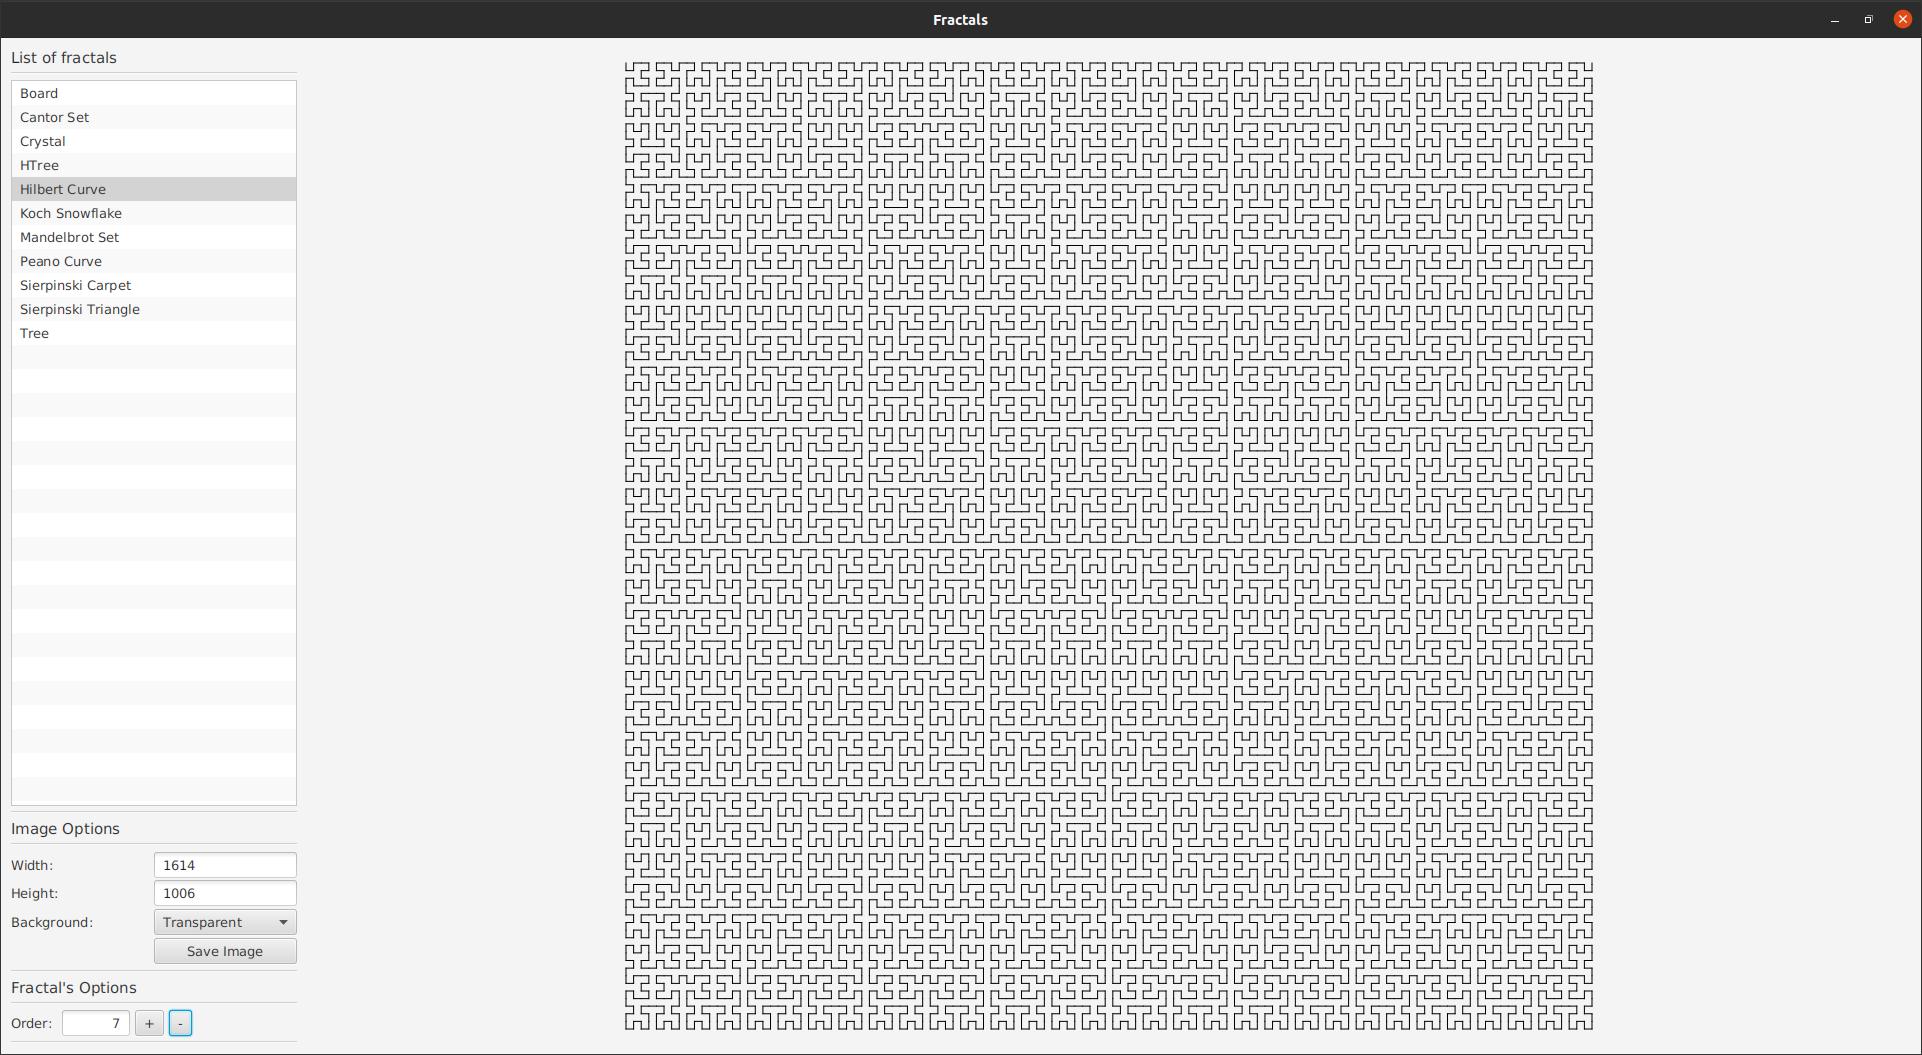 Fractals
List of fractals
Board
Cantor Set
Crystal
HTree
Hilbert Curve
Koch Snowflake
Mandelbrot Set
Peano Curve
Sierpinski Carpet
Sierpinski Triangle
Tree
Image Options
Width: 1614
Height: 1006
Background: Transparent
Save Image
Fractal's Options
Order: 7 + -